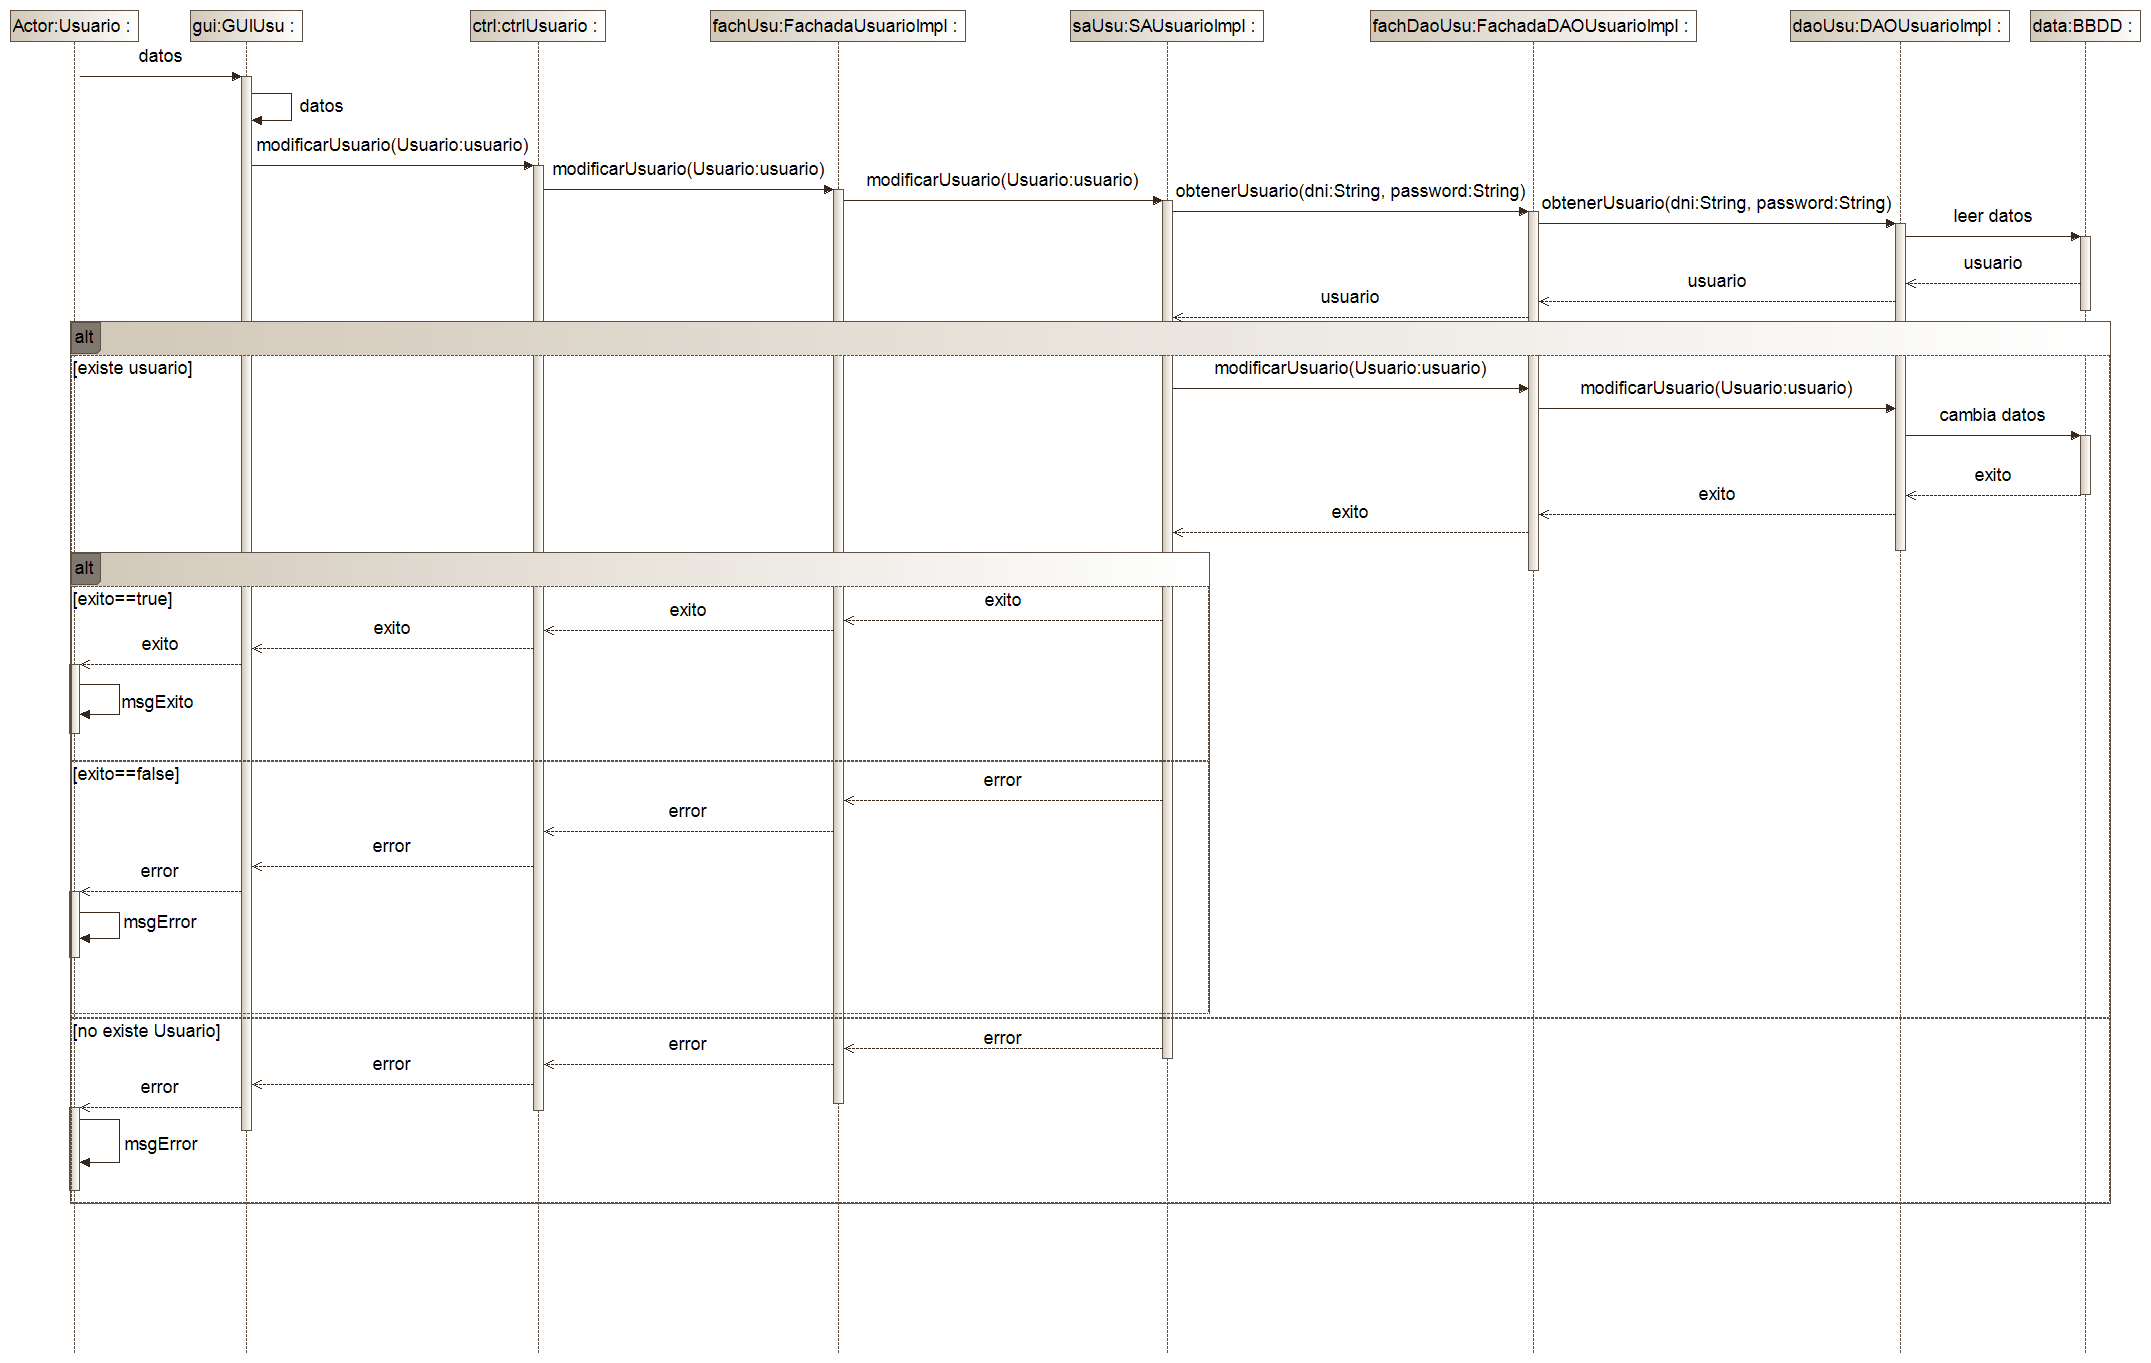 Actor:Usuario :
gui:GUIUsu :
ctrl:ctrlUsuario :
fachUsu:FachadaUsuarioImpl :
saUsu:SAUsuarioImpl :
fachDaoUsu:FachadaDAOUsuarioImpl :
daoUsu:DAOUsuarioImpl :
data:BBDD :
datos
datos
modificarUsuario(Usuario:usuario)
modificarUsuario(Usuario:usuario)
modificarUsuario(Usuario:usuario)
obtenerUsuario(dni:String, password:String)
obtenerUsuario(dni:String, password:String)
leer datos
usuario
usuario
usuario
alt
[existe usuario]
modificarUsuario(Usuario:usuario)
modificarUsuario(Usuario:usuario)
cambia datos
exito
exito
exito
alt
[exito==true]
exito
exito
exito
exito
msgExito
[exito==false]
error
error
error
error
msgError
[no existe Usuario]
error
error
error
error
msgError